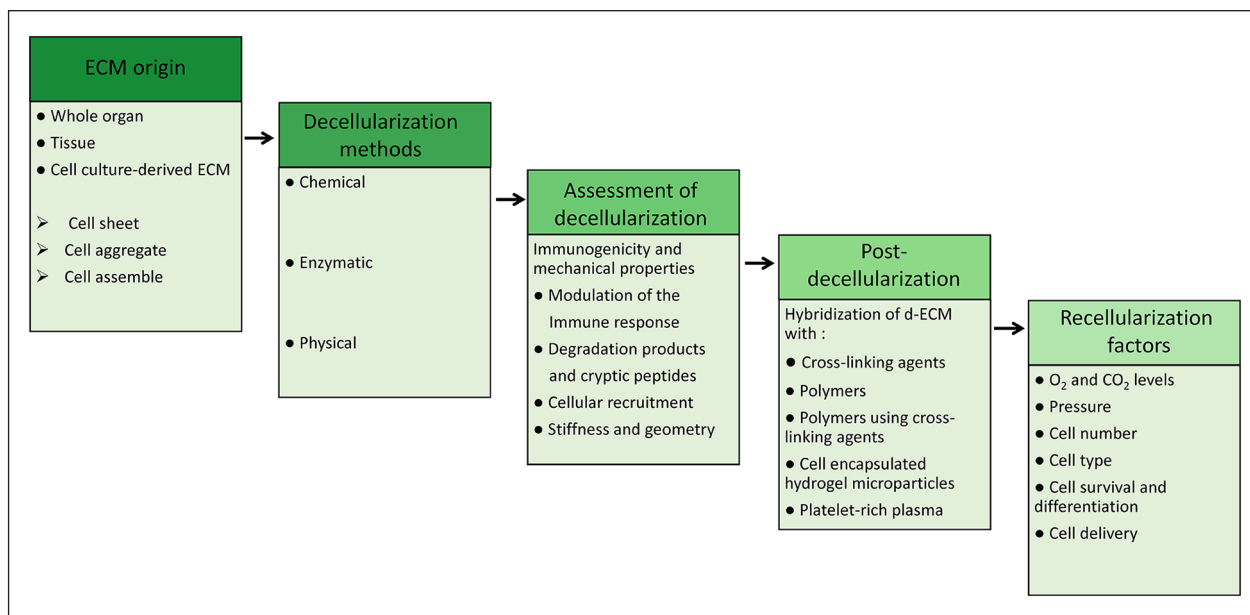 ECM origin
● Whole organ
● Tissue
● Cell culture-derived ECM
➢ Cell sheet
➢ Cell aggregate
➢ Cell assemble
Decellularization
methods
● Chemical
● Enzymatic
● Physical
Assessment of
decellularization
Immunogenicity and
mechanical properties
● Modulation of the
Immune response
● Degradation products
and cryptic peptides
● Cellular recruitment
● Stiffness and geometry
Post-
decellularization
Hybridization of d-ECM
with :
● Cross-linking agents
● Polymers
● Polymers using cross-
linking agents
● Cell encapsulated
hydrogel microparticles
● Platelet-rich plasma
Recellularization
factors
● O₂ and CO₂ levels
● Pressure
● Cell number
● Cell type
● Cell survival and
differentiation
● Cell delivery